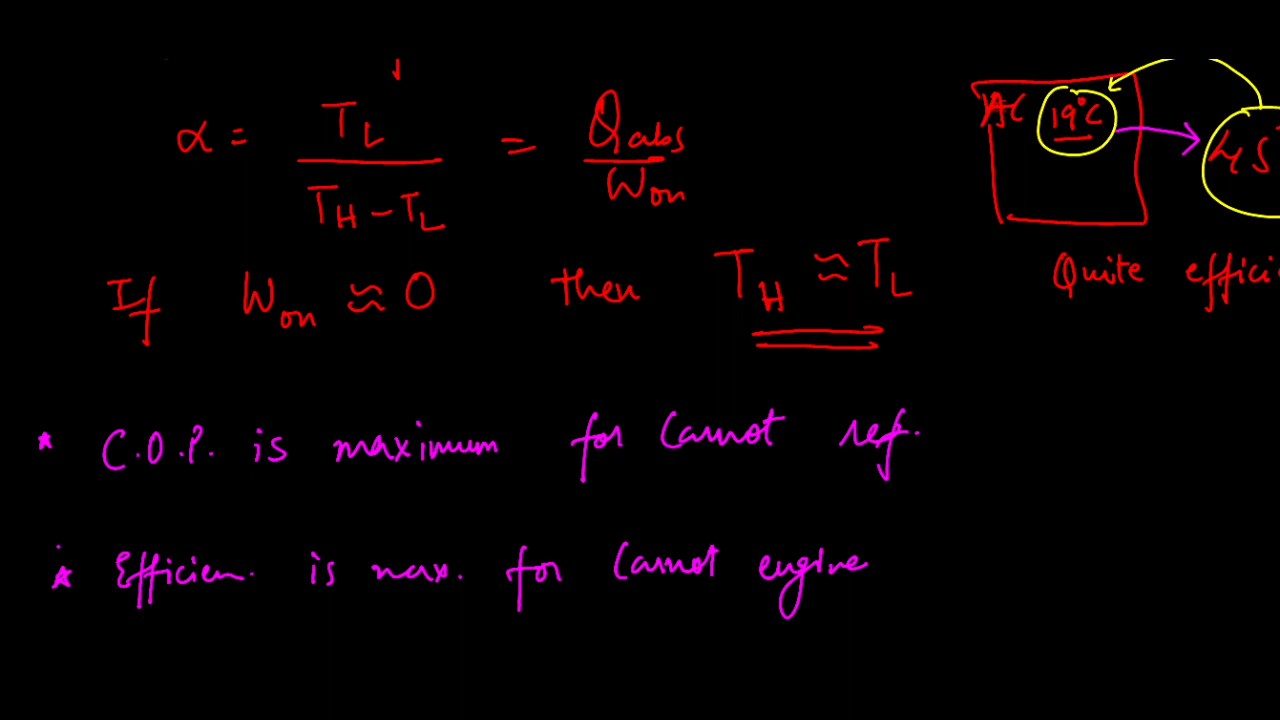 α = T_L / (T_H − T_L) = Q_abs / W_on
AC 19°C 45
If W_on ≈ 0 then T_H ≈ T_L
Quite effici
* C.O.P. is maximum for Carnot ref.
* Efficien. is max. for Carnot engine